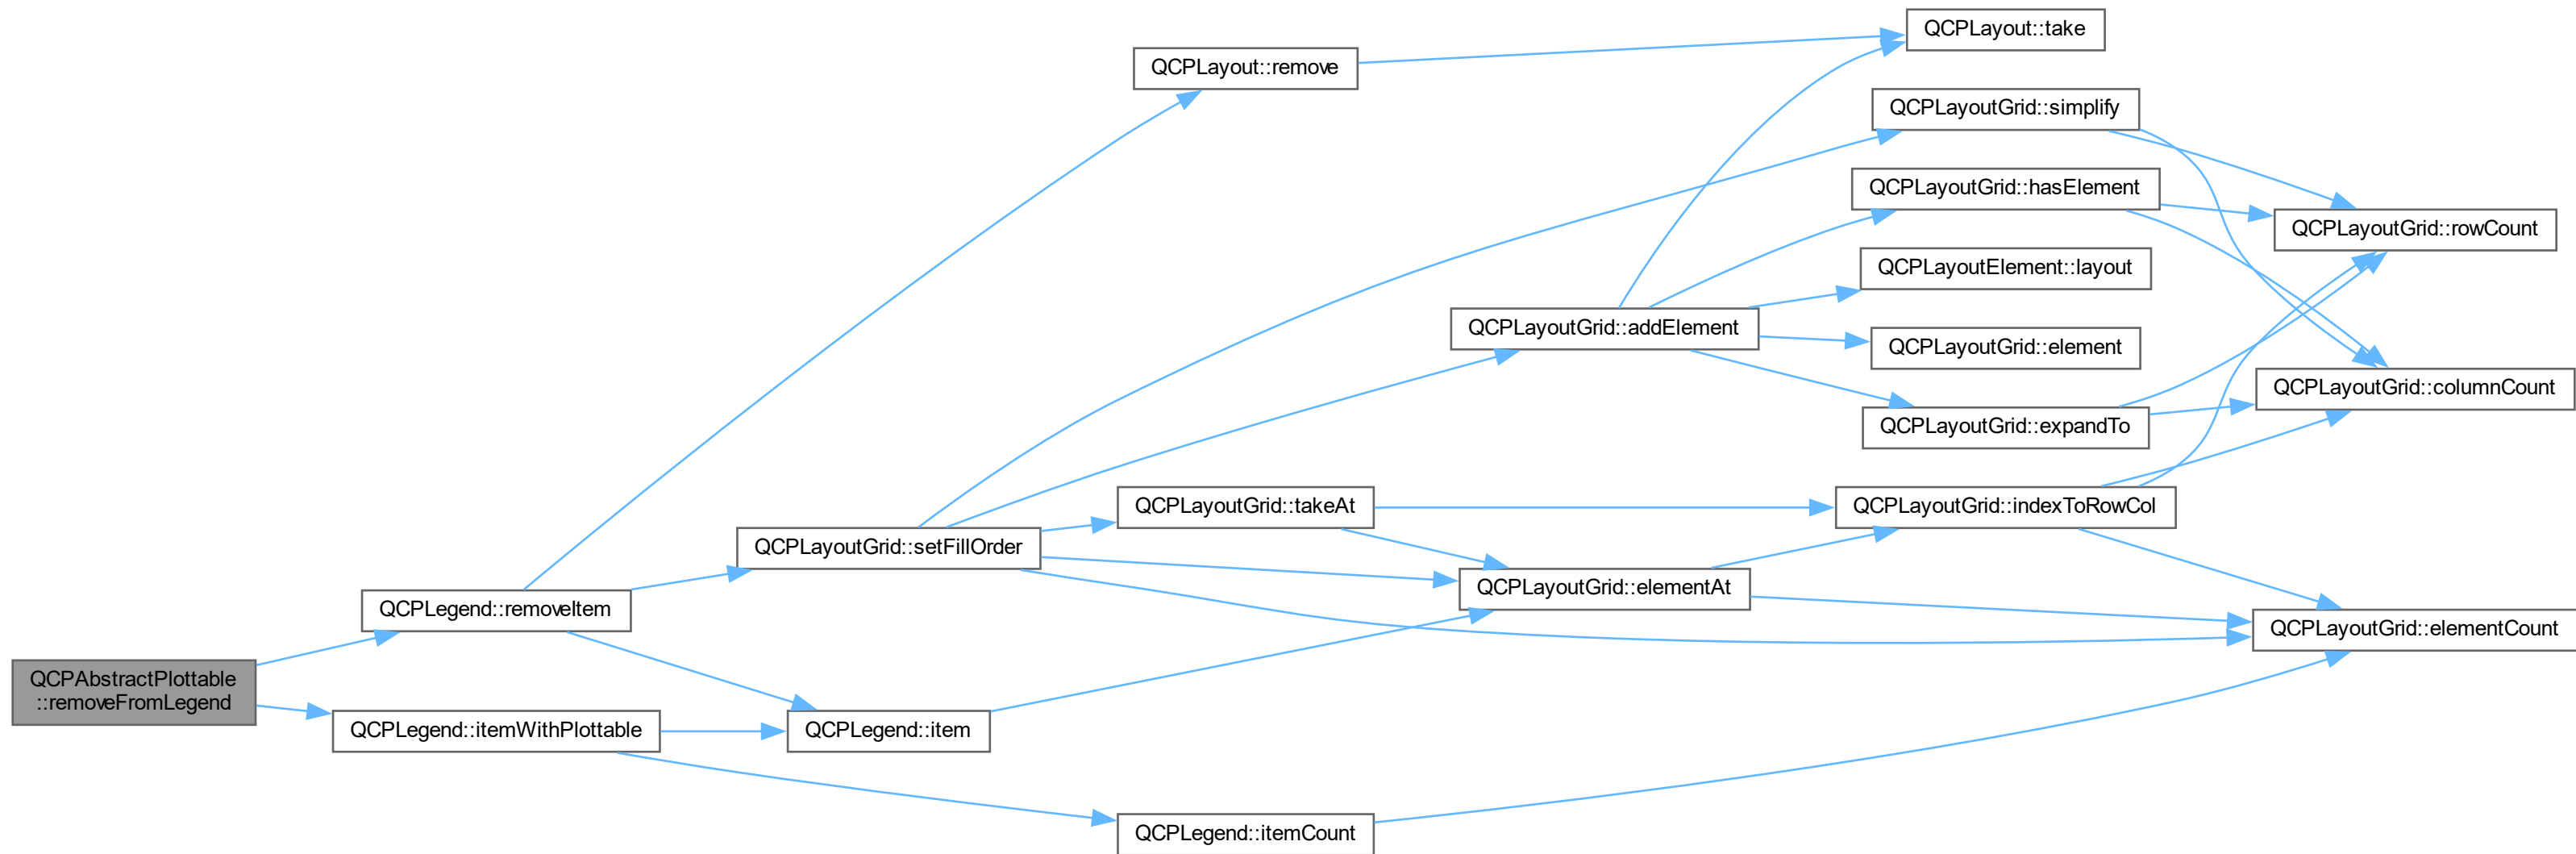 QCPLayout::take
QCPLayout::remove
QCPLayoutGrid::simplify
QCPLayoutGrid::hasElement
QCPLayoutGrid::rowCount
QCPLayoutElement::layout
QCPLayoutGrid::addElement
QCPLayoutGrid::element
QCPLayoutGrid::columnCount
QCPLayoutGrid::expandTo
QCPLayoutGrid::takeAt
QCPLayoutGrid::indexToRowCol
QCPLayoutGrid::setFillOrder
QCPLayoutGrid::elementAt
QCPLegend::removeItem
QCPLayoutGrid::elementCount
QCPAbstractPlottable
::removeFromLegend
QCPLegend::itemWithPlottable
QCPLegend::item
QCPLegend::itemCount